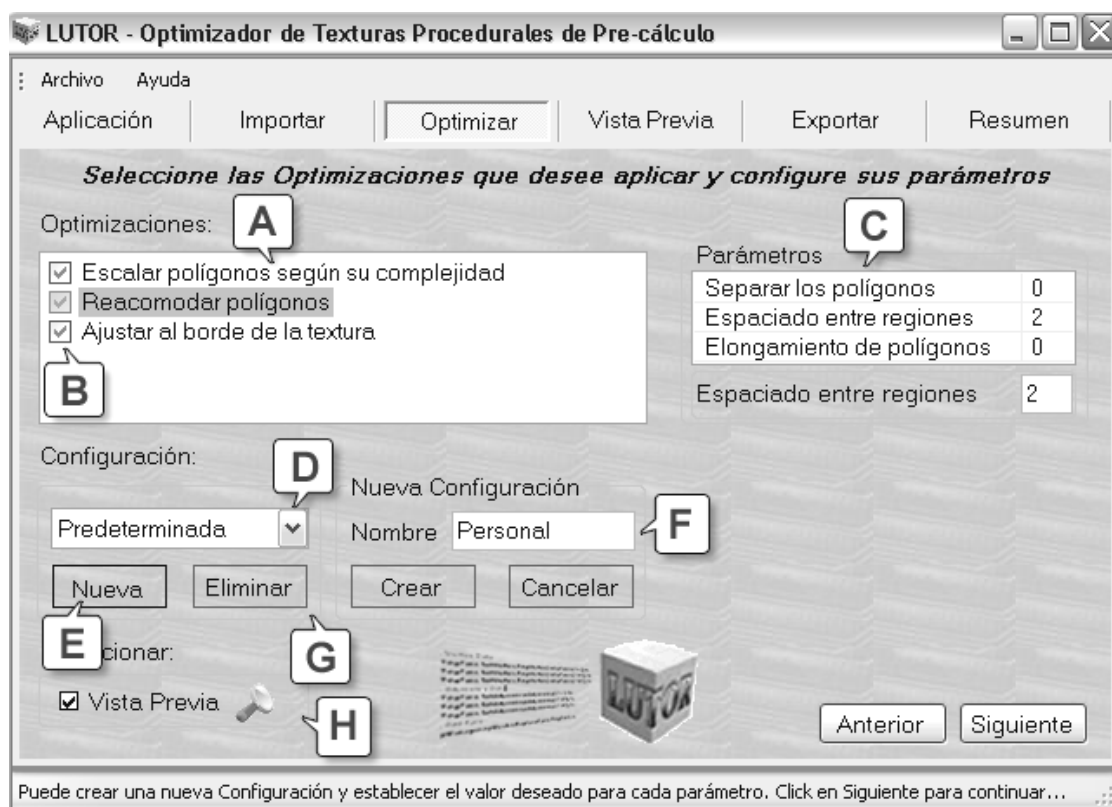 LUTOR - Optimizador de Texturas Procedurales de Pre-cálculo
Archivo Ayuda
Aplicación Importar Optimizar Vista Previa Exportar Resumen
Seleccione las Optimizaciones que desee aplicar y configure sus parámetros
Optimizaciones:
A
Escalar polígonos según su complejidad
Reacomodar polígonos
Ajustar al borde de la textura
B
C
Parámetros
Separar los polígonos 0
Espaciado entre regiones 2
Elongamiento de polígonos 0
Espaciado entre regiones 2
Configuración:
D
Predeterminada
Nueva Eliminar
E
Nueva Configuración
Nombre Personal
F
Crear Cancelar
G
cionar:
Vista Previa
H
LUTOR
Anterior Siguiente
Puede crear una nueva Configuración y establecer el valor deseado para cada parámetro. Click en Siguiente para continuar...